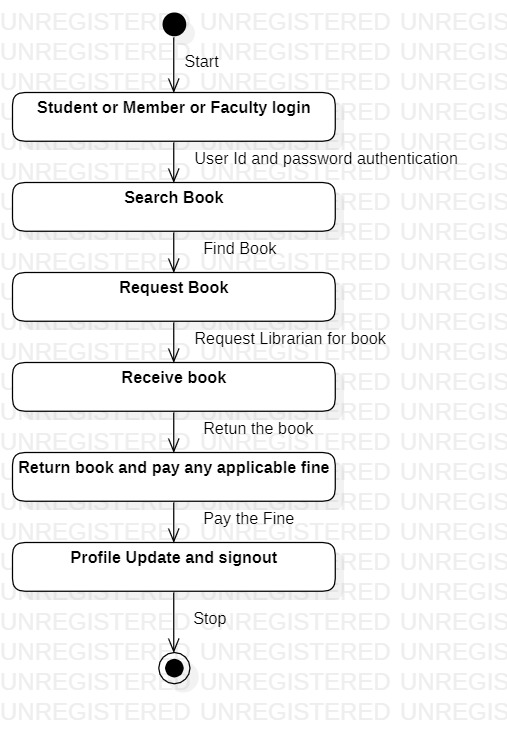 Start
Student or Member or Faculty login
User Id and password authentication
Search Book
Find Book
Request Book
Request Librarian for book
Receive book
Retun the book
Return book and pay any applicable fine
Pay the Fine
Profile Update and signout
Stop
UNREGISTERED